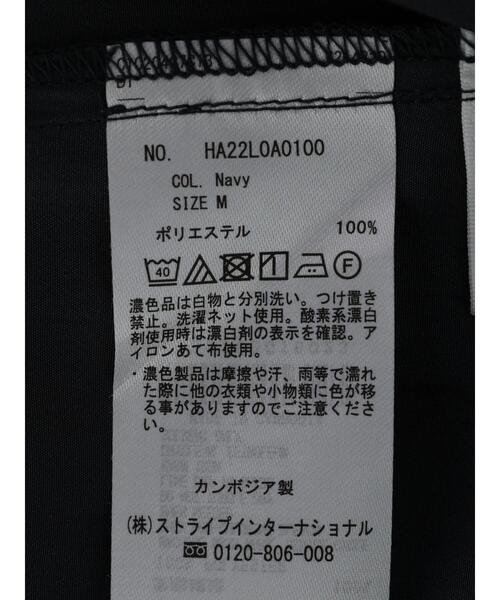 NO. HA22L0A0100
COL. Navy
SIZE M
ポリエステル 100%
40
F
濃色品は白物と分別洗い。つけ置き
禁止。洗濯ネット使用。酸素系漂白
剤使用時は漂白剤の表示を確認。ア
イロンあて布使用。
・濃色製品は摩擦や汗、雨等で濡れ
た際に他の衣類や小物類に色が移
る事がありますのでご注意くださ
い。
カンボジア製
(株)ストライプインターナショナル
0120-806-008